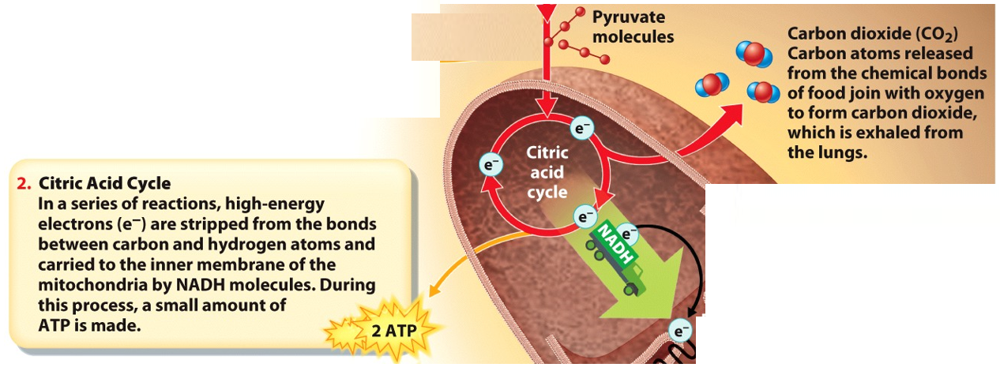 Pyruvate
molecules
Carbon dioxide (CO₂)
Carbon atoms released
from the chemical bonds
of food join with oxygen
to form carbon dioxide,
which is exhaled from
the lungs.
e⁻
Citric
acid
cycle
e⁻
e⁻
NADH
e⁻
e⁻
2. Citric Acid Cycle
In a series of reactions, high-energy
electrons (e⁻) are stripped from the bonds
between carbon and hydrogen atoms and
carried to the inner membrane of the
mitochondria by NADH molecules. During
this process, a small amount of
ATP is made.
2 ATP